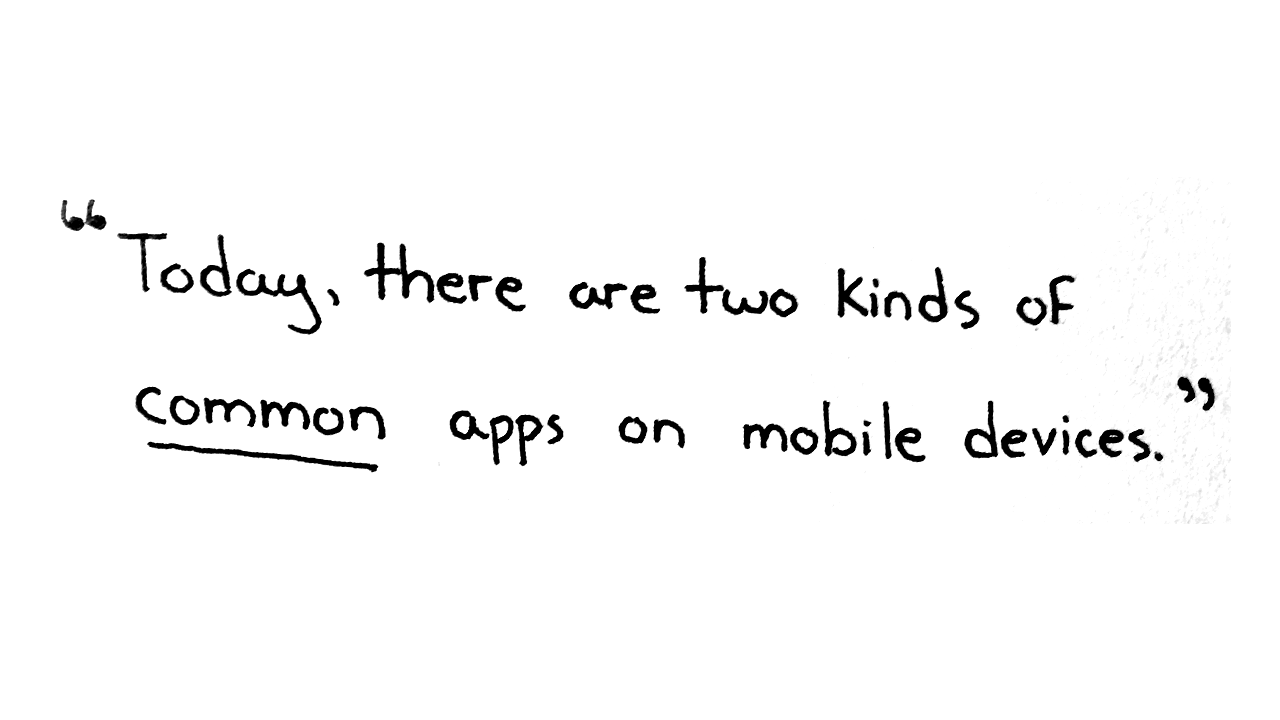 “Today, there are two kinds of
common apps on mobile devices.”